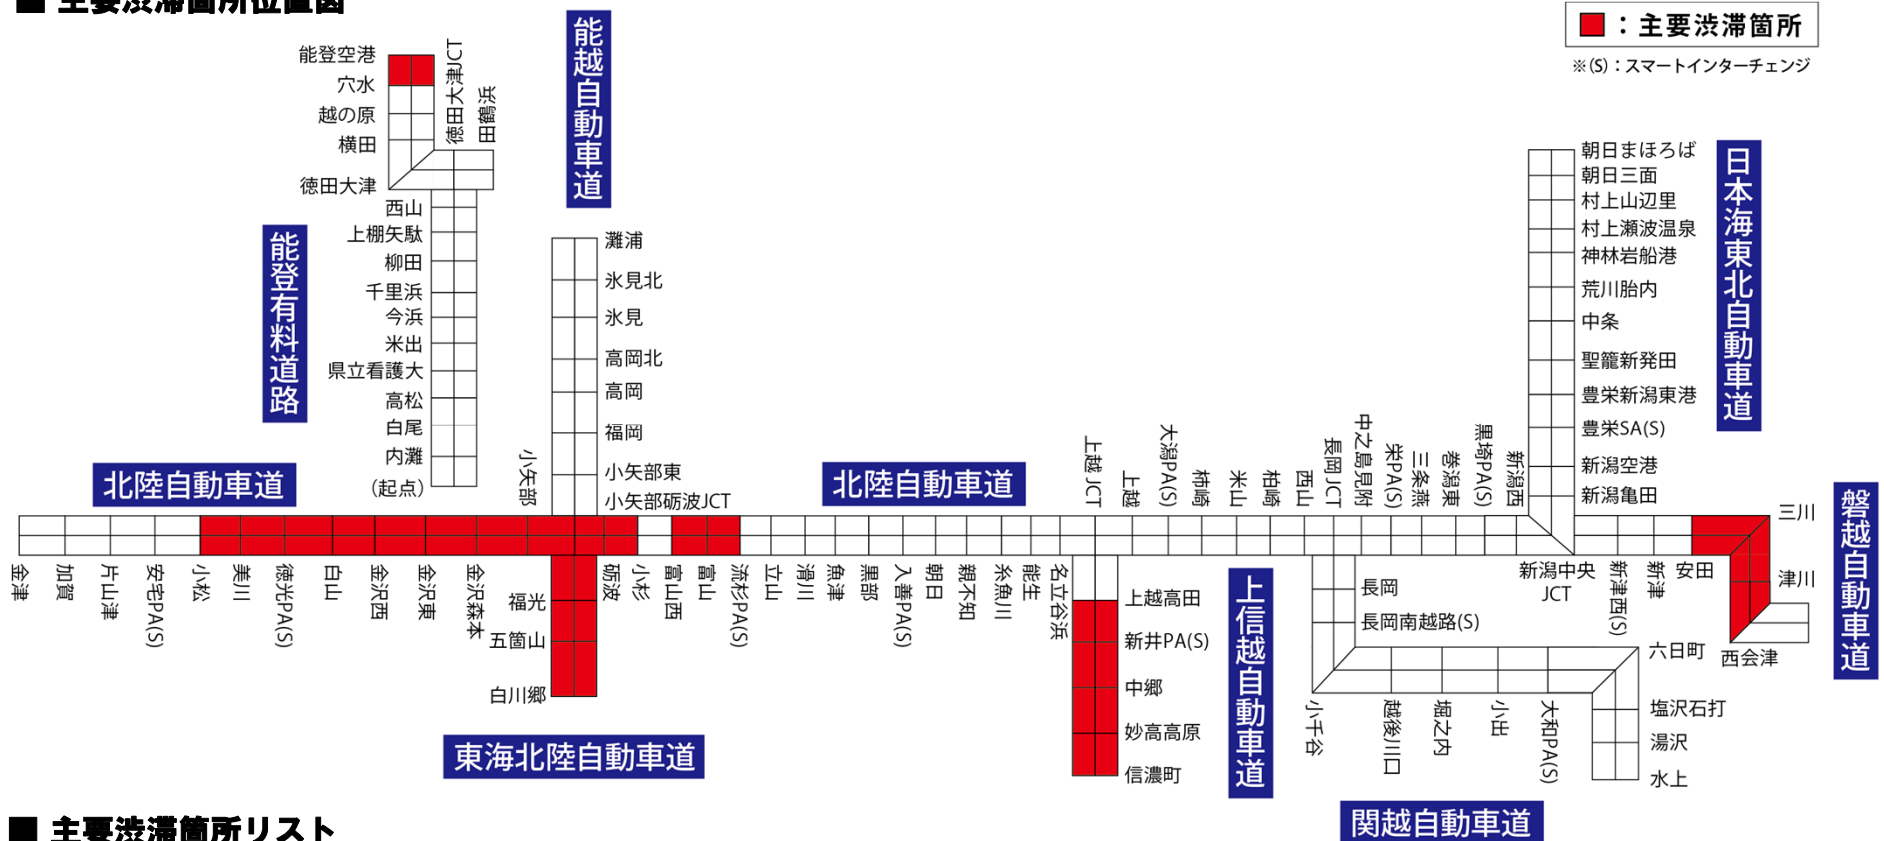 ■ 主要渋滞箇所位置図
：主要渋滞箇所
※(S)：スマートインターチェンジ
能登空港
穴水
越の原
横田
徳田大津
徳田大津JCT
田鶴浜
西山
上棚矢駄
柳田
千里浜
今浜
米出
県立看護大
高松
白尾
内灘
(起点)
能登有料道路
能越自動車道
灘浦
氷見北
氷見
高岡北
高岡
福岡
小矢部東
小矢部砺波JCT
小矢部
北陸自動車道
金津
加賀
片山津
安宅PA(S)
小松
美川
徳光PA(S)
白山
金沢西
金沢東
金沢森本
福光
五箇山
白川郷
東海北陸自動車道
砺波
小杉
富山西
富山
流杉PA(S)
立山
滑川
魚津
黒部
入善PA(S)
朝日
親不知
糸魚川
能生
名立谷浜
北陸自動車道
上越JCT
上越
大潟PA(S)
柿崎
米山
柏崎
西山
長岡JCT
中之島見附
栄PA(S)
三条燕
巻潟東
黒埼PA(S)
新潟西
上越高田
新井PA(S)
中郷
妙高高原
信濃町
上信越自動車道
長岡
長岡南越路(S)
小千谷
越後川口
堀之内
小出
大和PA(S)
六日町
塩沢石打
湯沢
水上
関越自動車道
朝日まほろば
朝日三面
村上山辺里
村上瀬波温泉
神林岩船港
荒川胎内
中条
聖籠新発田
豊栄新潟東港
豊栄SA(S)
新潟空港
新潟亀田
日本海東北自動車道
新潟中央
JCT
新津西(S)
新津
安田
三川
津川
西会津
磐越自動車道
■ 主要渋滞箇所リスト